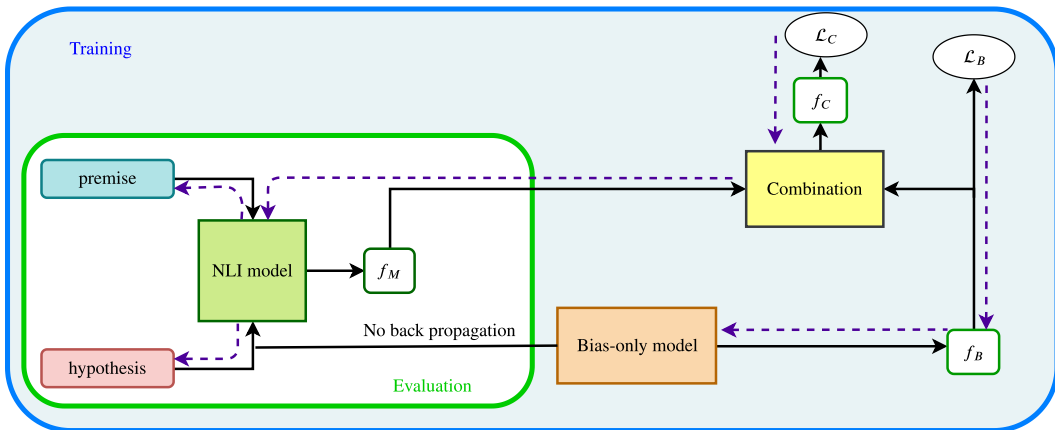 Training
ℒ_C
ℒ_B
f_C
premise
Combination
NLI model
f_M
No back propagation
Bias-only model
f_B
hypothesis
Evaluation